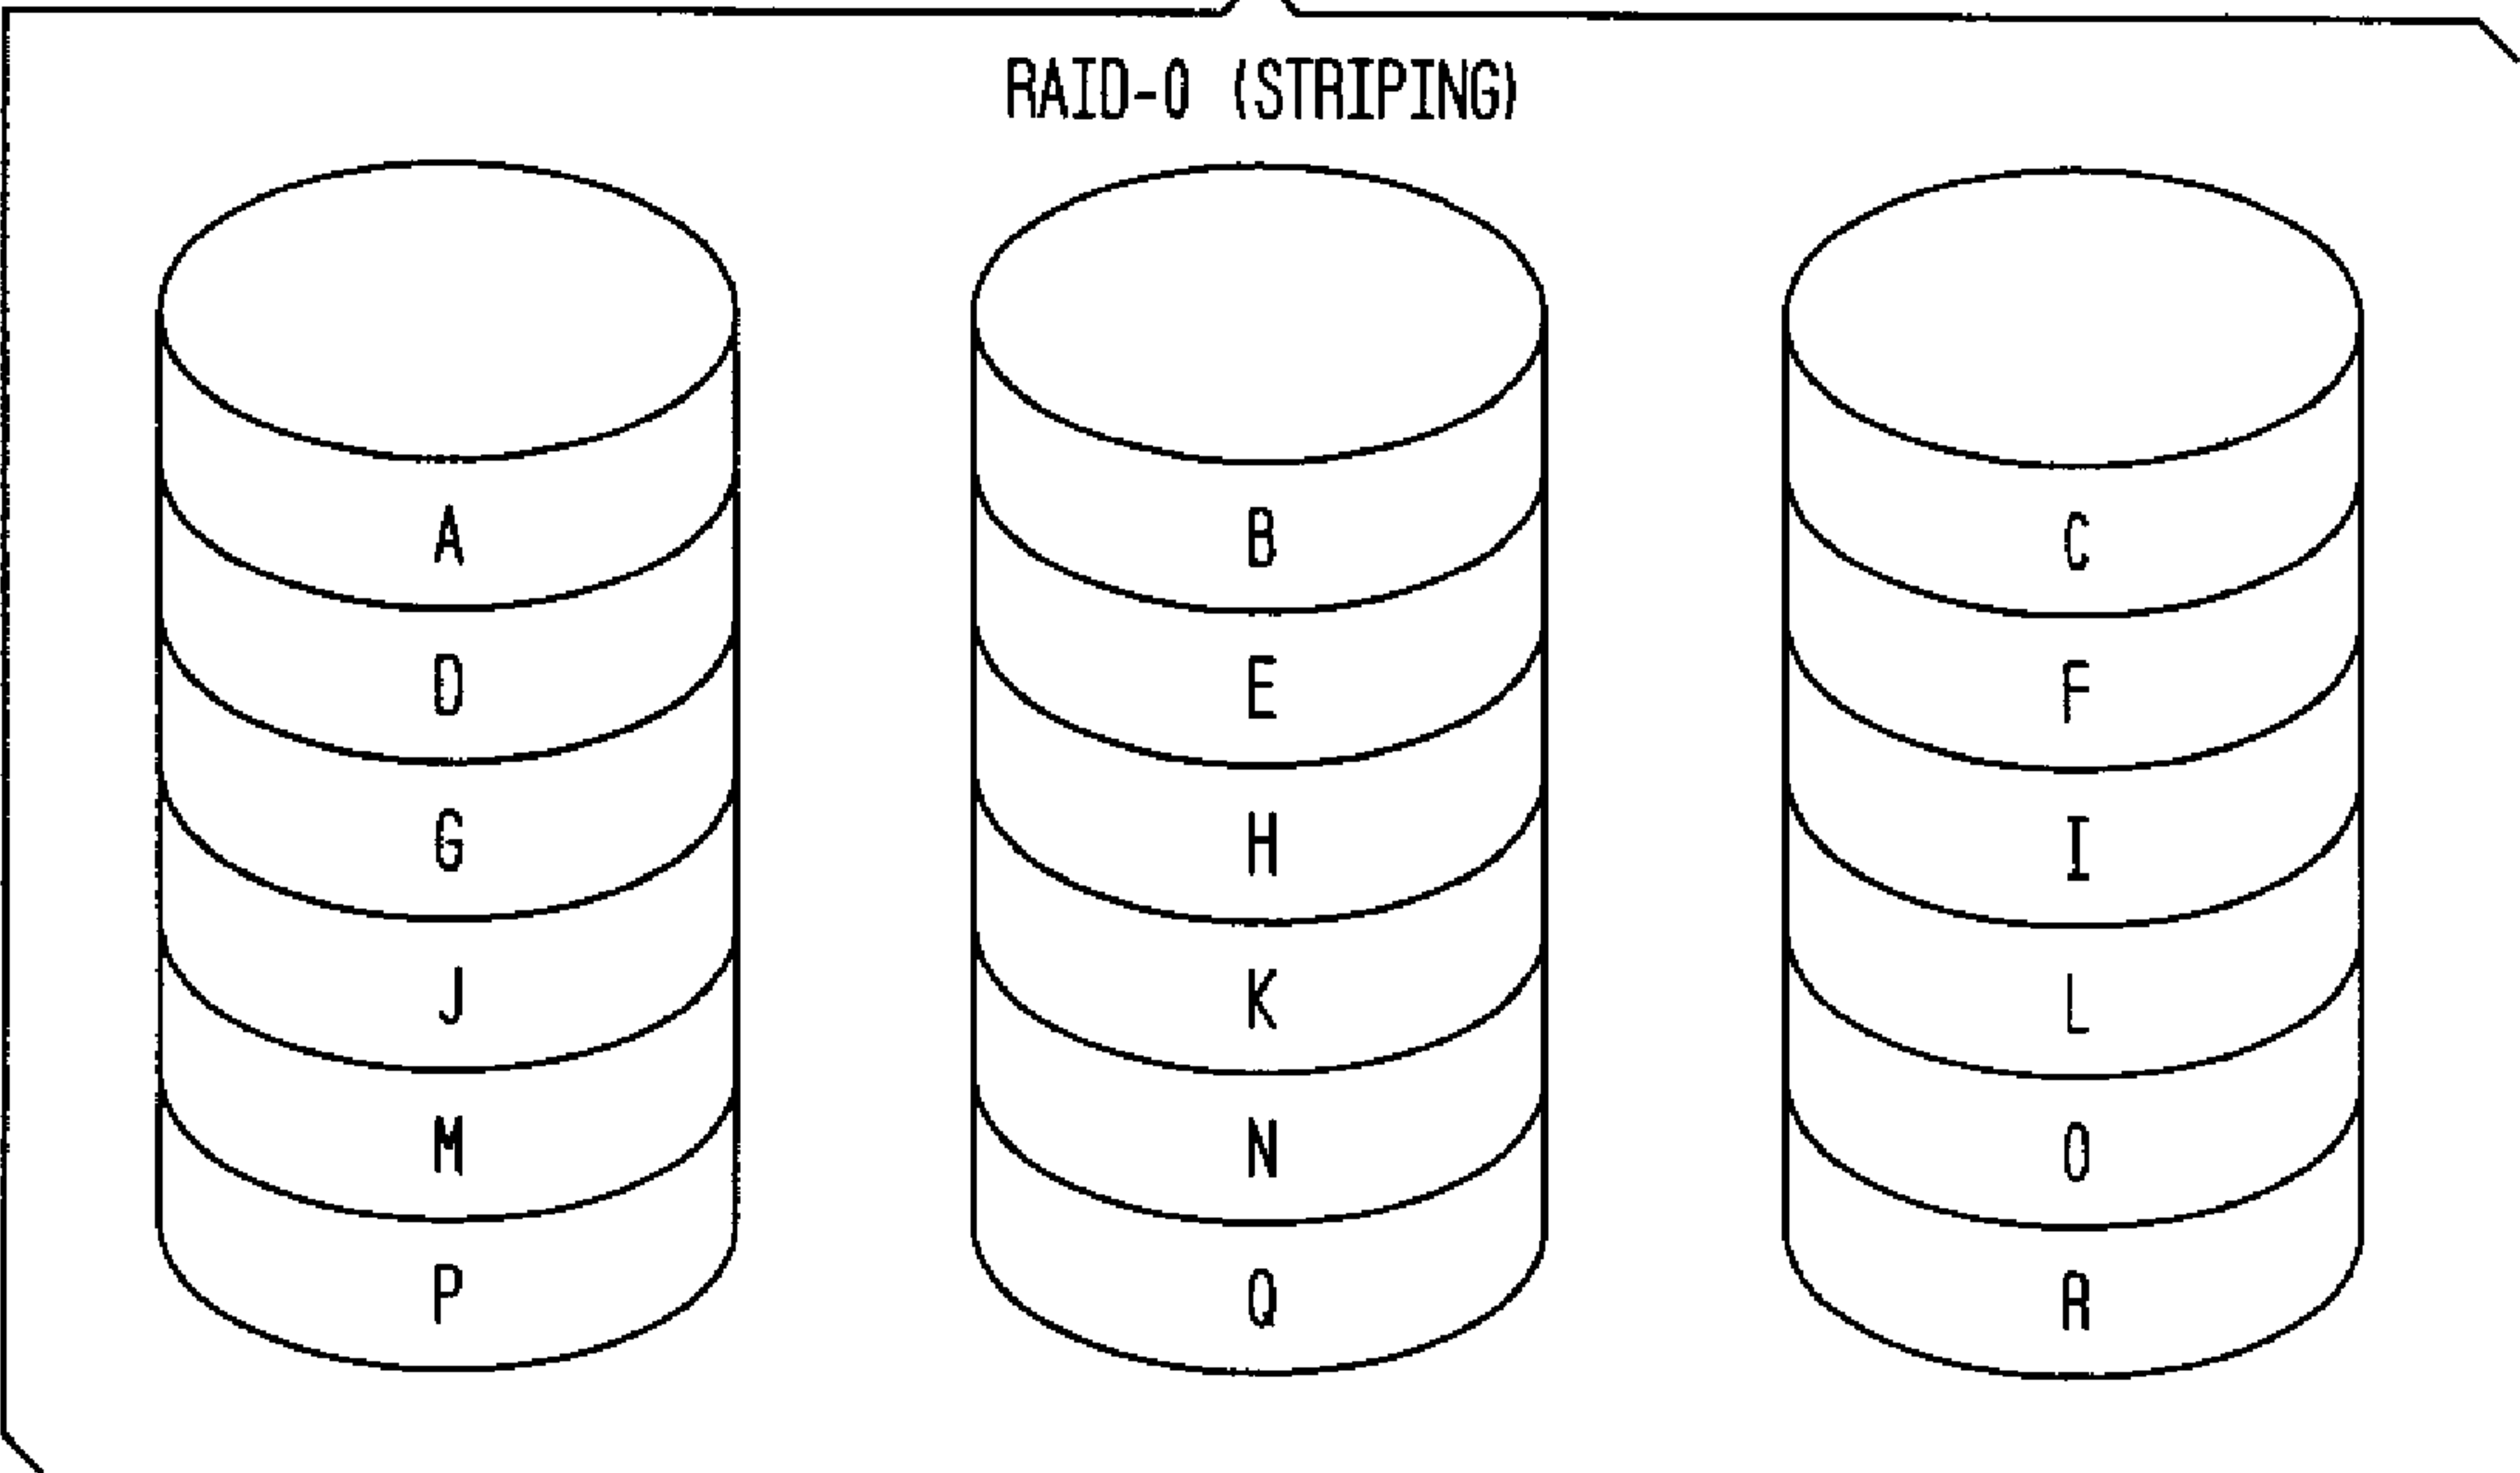 RAID-0 (STRIPING)
A B C
D E F
G H I
J K L
M N O
P Q R